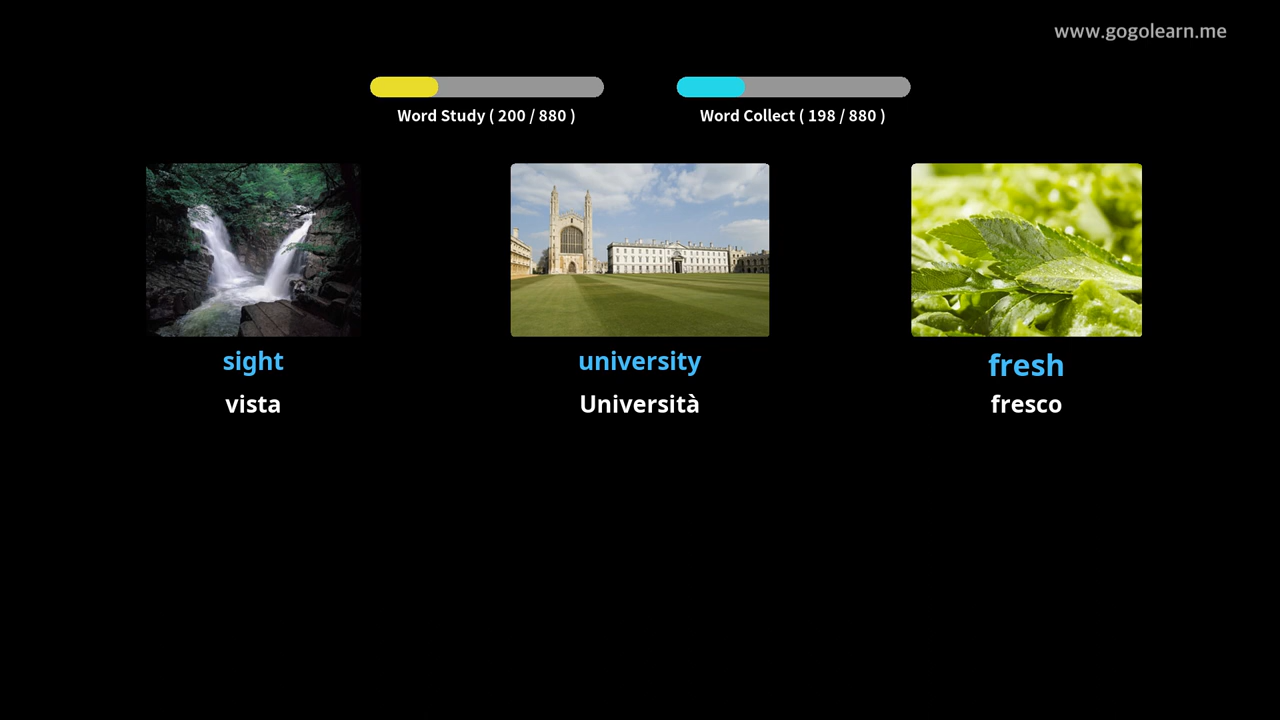 www.gogolearn.me
Word Study ( 200 / 880 )
Word Collect ( 198 / 880 )
sight
vista
university
Università
fresh
fresco